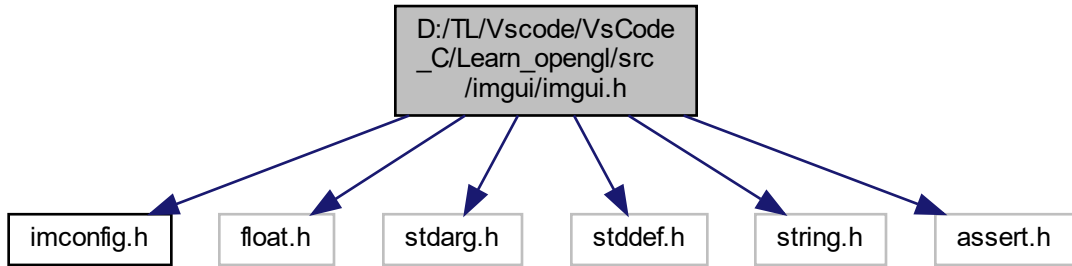 D:/TL/Vscode/VsCode
_C/Learn_opengl/src
/imgui/imgui.h
imconfig.h
float.h
stdarg.h
stddef.h
string.h
assert.h